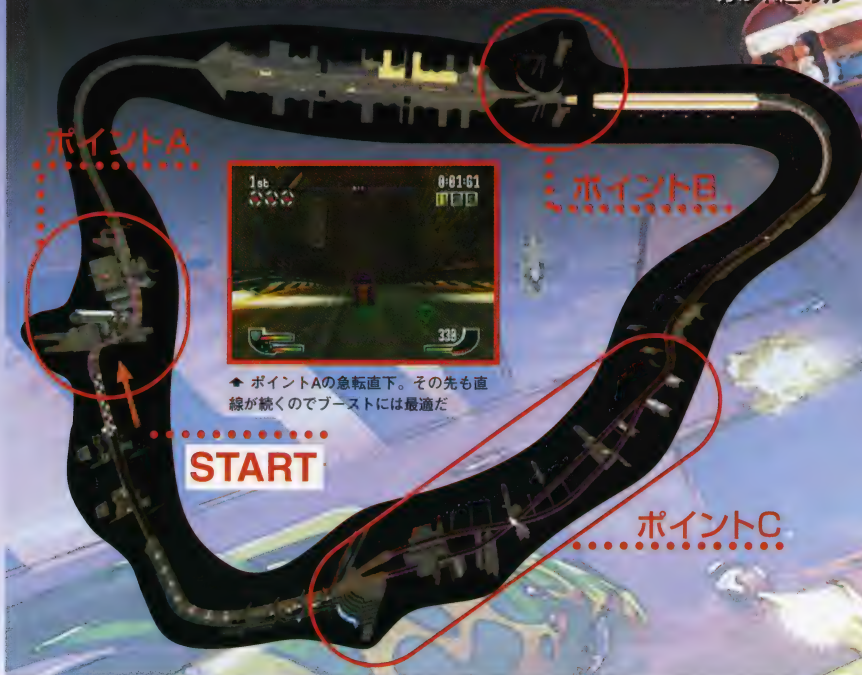 ポイントA
1st
0:01:61
338
ポイントB
↑ ポイントAの急転直下。その先も直
線が続くのでブーストには最適だ
START
ポイントC